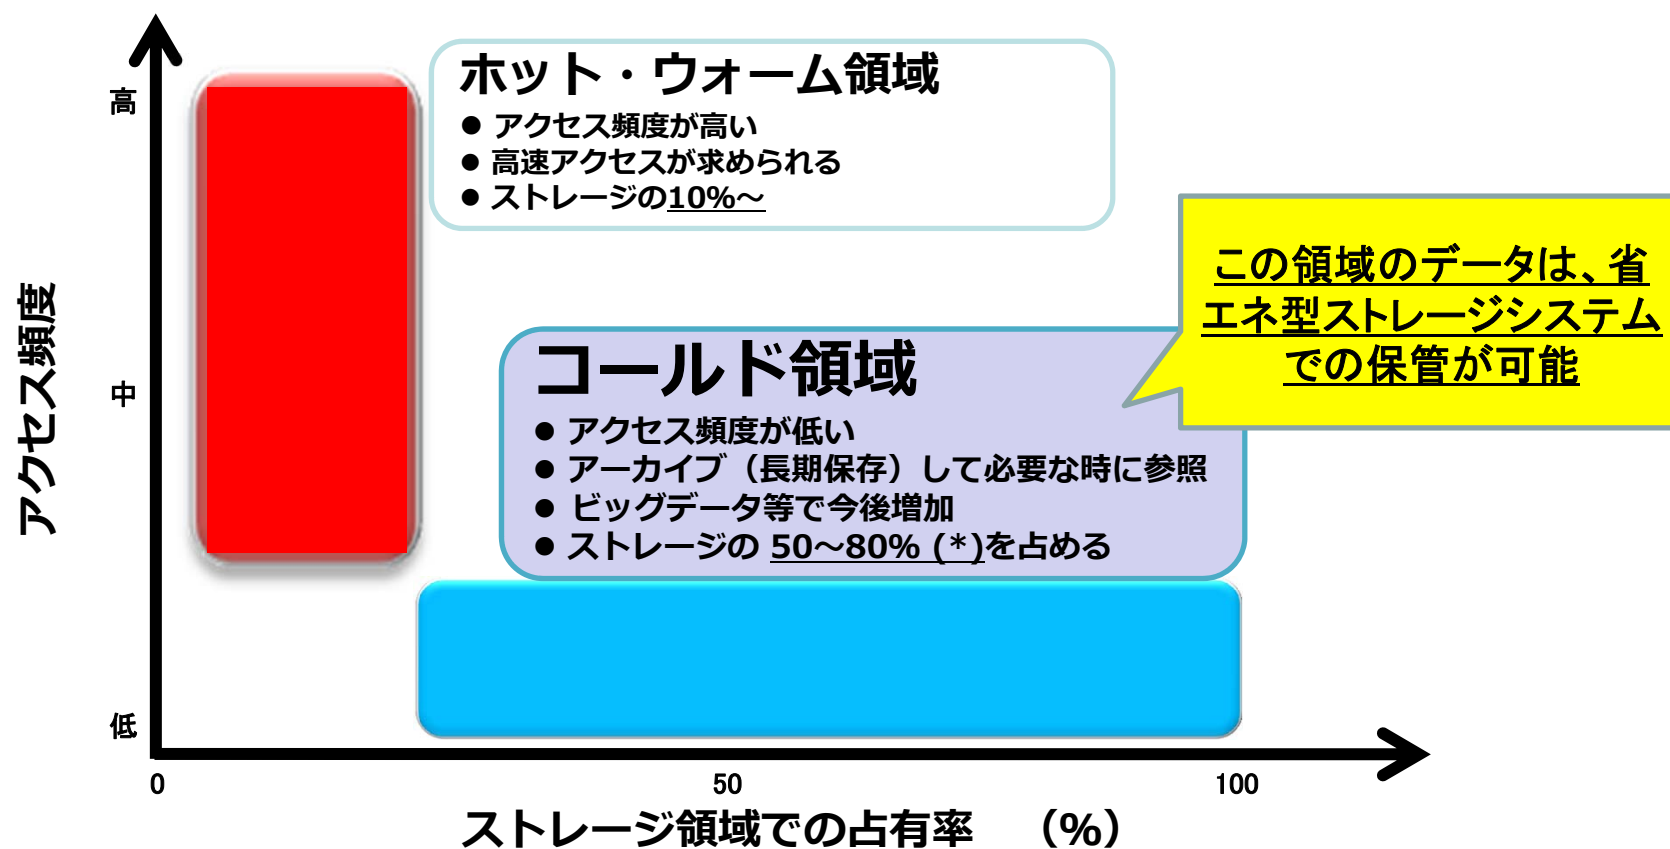 ホット・ウォーム領域
● アクセス頻度が高い
● 高速アクセスが求められる
● ストレージの10%～
この領域のデータは、省
エネ型ストレージシステム
での保管が可能
コールド領域
● アクセス頻度が低い
● アーカイブ（長期保存）して必要な時に参照
● ビッグデータ等で今後増加
● ストレージの 50～80% (*)を占める
アクセス頻度
高
中
低
0
50
100
ストレージ領域での占有率 （%）